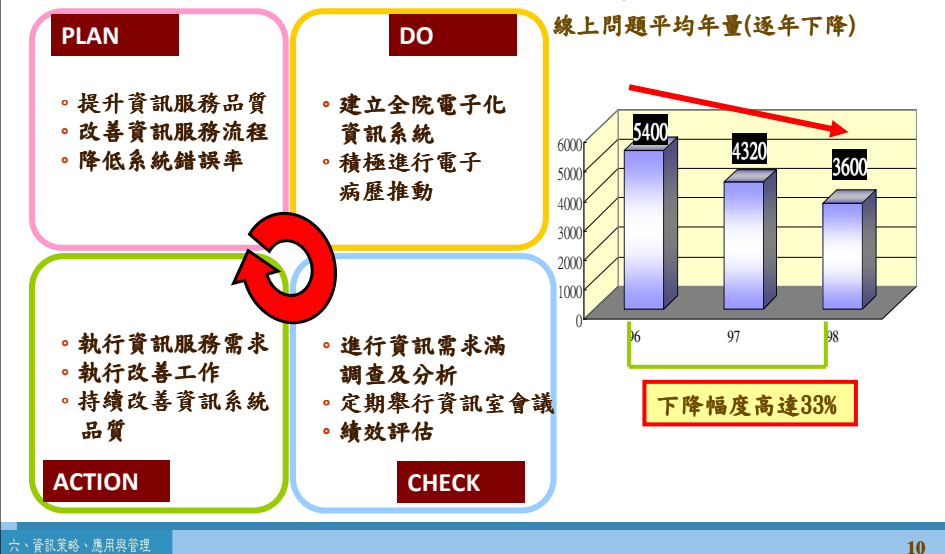 PLAN
• 提升資訊服務品質
• 改善資訊服務流程
• 降低系統錯誤率
DO
• 建立全院電子化
資訊系統
• 積極進行電子
病歷推動
ACTION
• 執行資訊服務需求
• 執行改善工作
• 持續改善資訊系統
品質
CHECK
• 進行資訊需求滿
調查及分析
• 定期舉行資訊室會議
• 績效評估
線上問題平均年量(逐年下降)
6000
5000
4000
3000
2000
1000
0
5400
4320
3600
96
97
98
下降幅度高達33%
六、資訊策略、應用與管理
10